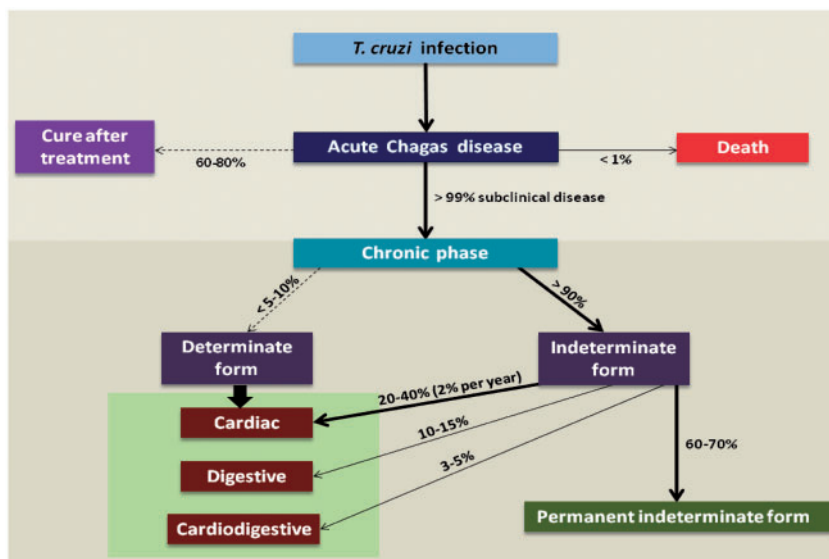 T. cruzi infection
Cure after
treatment
60-80%
Acute Chagas disease
< 1%
Death
> 99% subclinical disease
Chronic phase
<5-10%
>90%
Determinate
form
Indeterminate
form
20-40% (2% per year)
Cardiac
10-15%
60-70%
Digestive
3-5%
Cardiodigestive
Permanent indeterminate form